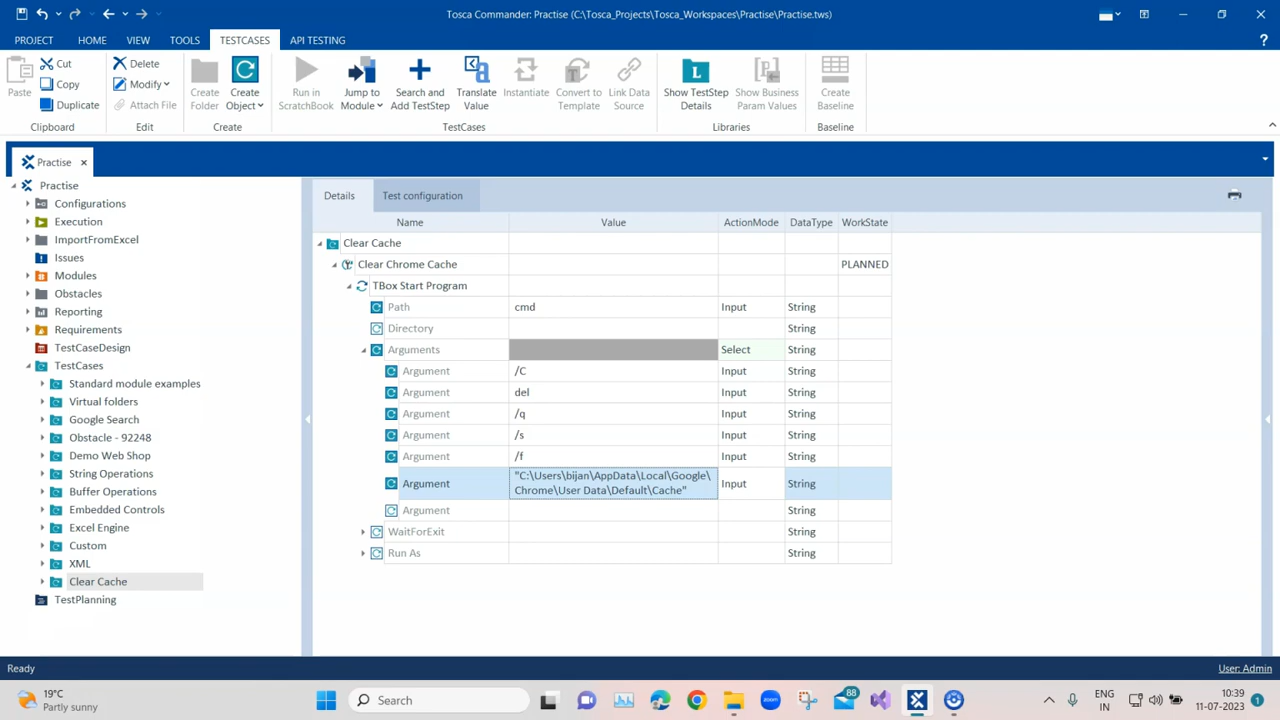 Tosca Commander: Practise (C:\Tosca_Projects\Tosca_Workspaces\Practise\Practise.tws)
PROJECT HOME VIEW TOOLS TESTCASES API TESTING
Paste
Cut
Copy
Duplicate
Clipboard
Delete
Modify
Attach File
Edit
Create
Folder
Create
Object
Create
Run in
ScratchBook
Jump to
Module
Search and
Add TestStep
Translate
Value
Instantiate
Convert to
Template
Link Data
Source
TestCases
Show TestStep
Details
Show Business
Param Values
Libraries
Create
Baseline
Baseline
Practise
Practise
Configurations
Execution
ImportFromExcel
Issues
Modules
Obstacles
Reporting
Requirements
TestCaseDesign
TestCases
Standard module examples
Virtual folders
Google Search
Obstacle - 92248
Demo Web Shop
String Operations
Buffer Operations
Embedded Controls
Excel Engine
Custom
XML
Clear Cache
TestPlanning
Details Test configuration
Name Value ActionMode DataType WorkState
Clear Cache
Clear Chrome Cache PLANNED
TBox Start Program
Path cmd Input String
Directory String
Arguments Select String
Argument /C Input String
Argument del Input String
Argument /q Input String
Argument /s Input String
Argument /f Input String
Argument "C:\Users\bijan\AppData\Local\Google\
Chrome\User Data\Default\Cache" Input String
Argument String
WaitForExit String
Run As String
Ready User: Admin
19°C
Partly sunny
Search
88
ENG
IN
10:39
11-07-2023
1